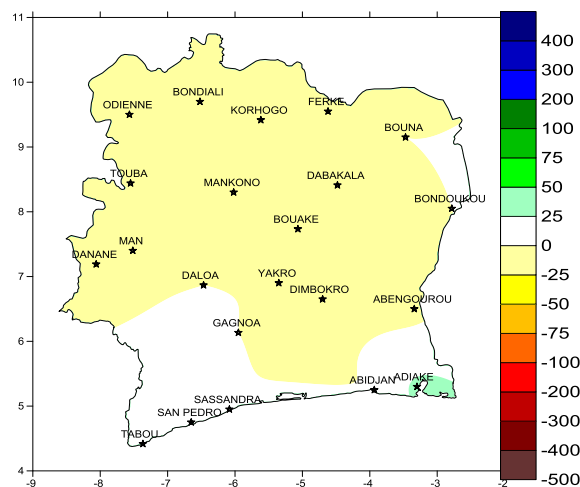 11
10
9
8
7
6
5
4
-9
-8
-7
-6
-5
-4
-3
-2
ODIENNE
BONDIALI
KORHOGO
FERKE
BOUNA
TOUBA
MANKONO
DABAKALA
BONDOUKOU
BOUAKE
MAN
DANANE
DALOA
YAKRO
DIMBOKRO
ABENGOUROU
GAGNOA
ABIDJAN
ADIAKE
SASSANDRA
SAN PEDRO
TABOU
400
300
200
100
75
50
25
0
-25
-50
-75
-100
-200
-300
-400
-500